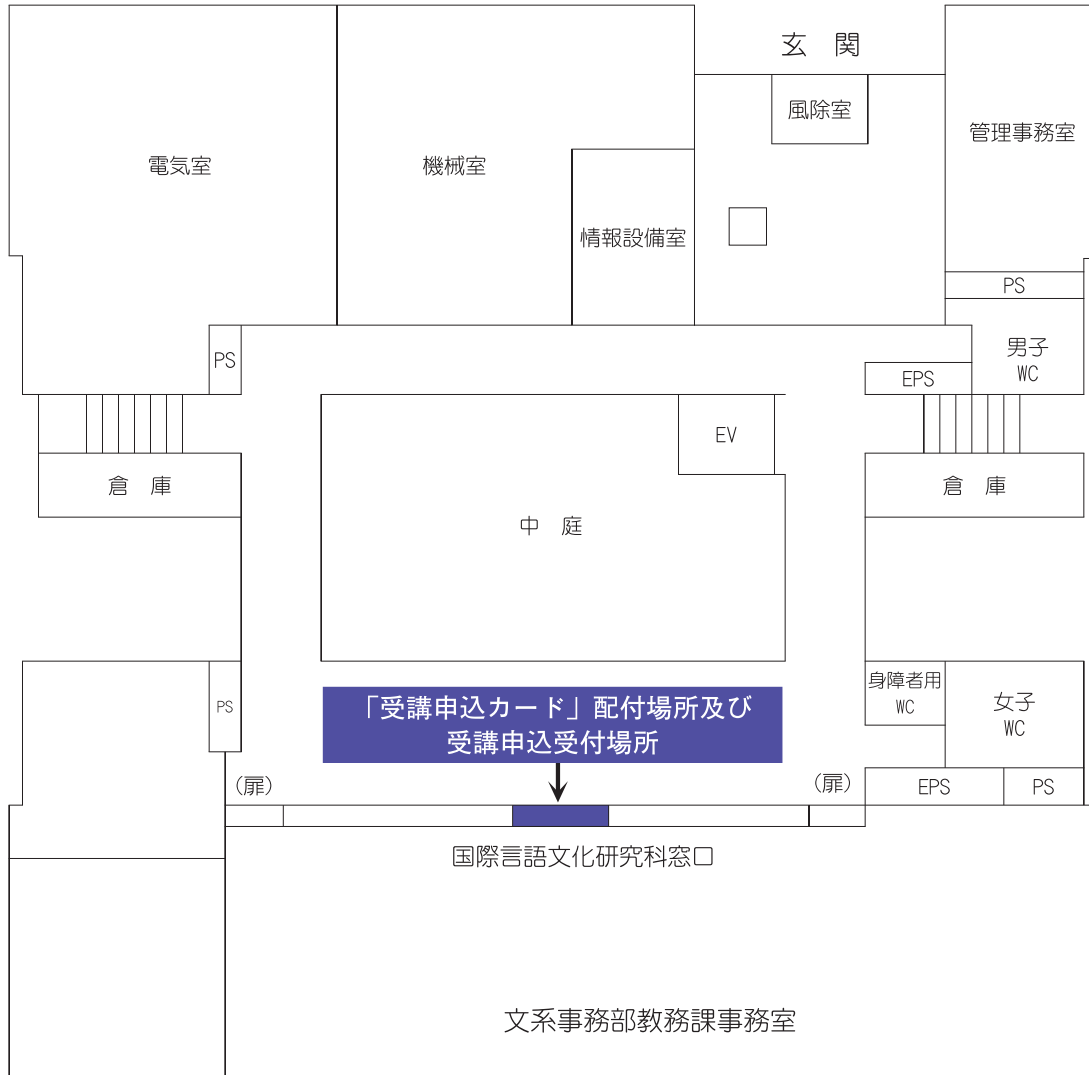 玄　関
風除室
管理事務室
電気室
機械室
情報設備室
PS
男子
WC
PS
EPS
EV
倉　庫
倉　庫
中　庭
身障者用
WC
女子
WC
PS
「受講申込カード」配付場所及び
受講申込受付場所
(扉)
(扉)
EPS
PS
国際言語文化研究科窓口
文系事務部教務課事務室